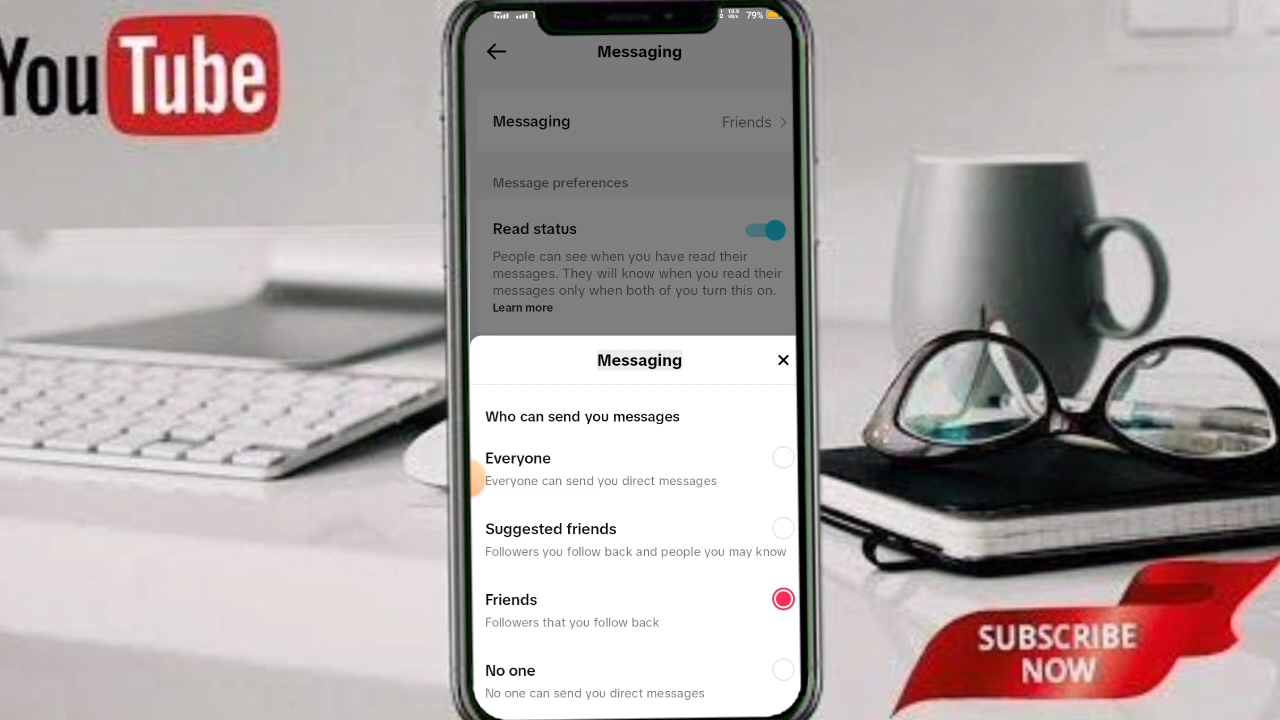 YouTube
79%
Messaging
Messaging Friends
Message preferences
Read status
People can see when you have read their
messages. They will know when you read their
messages only when both of you turn this on.
Learn more
Messaging
Who can send you messages
Everyone
Everyone can send you direct messages
Suggested friends
Followers you follow back and people you may know
Friends
Followers that you follow back
No one
No one can send you direct messages
SUBSCRIBE
NOW